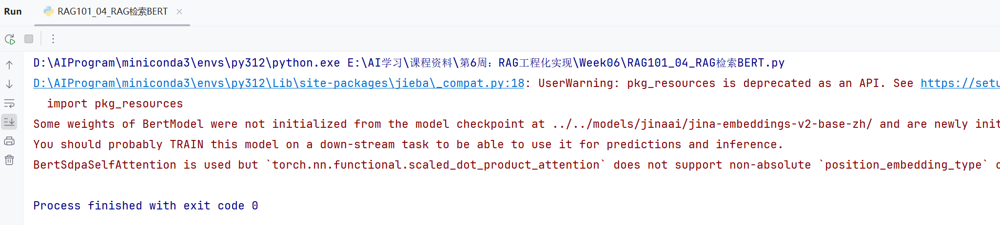 Run RAG101_04_RAG检索BERT
D:\AIProgram\miniconda3\envs\py312\python.exe E:\AI学习\课程资料\第6周：RAG工程化实现\Week06\RAG101_04_RAG检索BERT.py
D:\AIProgram\miniconda3\envs\py312\Lib\site-packages\jieba\_compat.py:18: UserWarning: pkg_resources is deprecated as an API. See https://setu
import pkg_resources
Some weights of BertModel were not initialized from the model checkpoint at ../../models/jinaai/jina-embeddings-v2-base-zh/ and are newly init
You should probably TRAIN this model on a down-stream task to be able to use it for predictions and inference.
BertSdpaSelfAttention is used but `torch.nn.functional.scaled_dot_product_attention` does not support non-absolute `position_embedding_type` o
Process finished with exit code 0